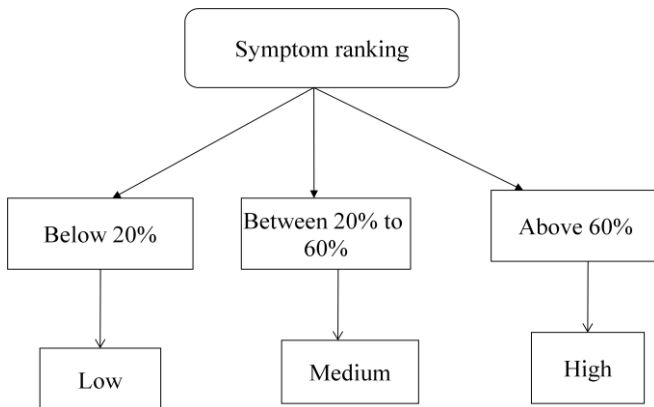 Symptom ranking
Below 20%
Between 20% to
60%
Above 60%
Low
Medium
High